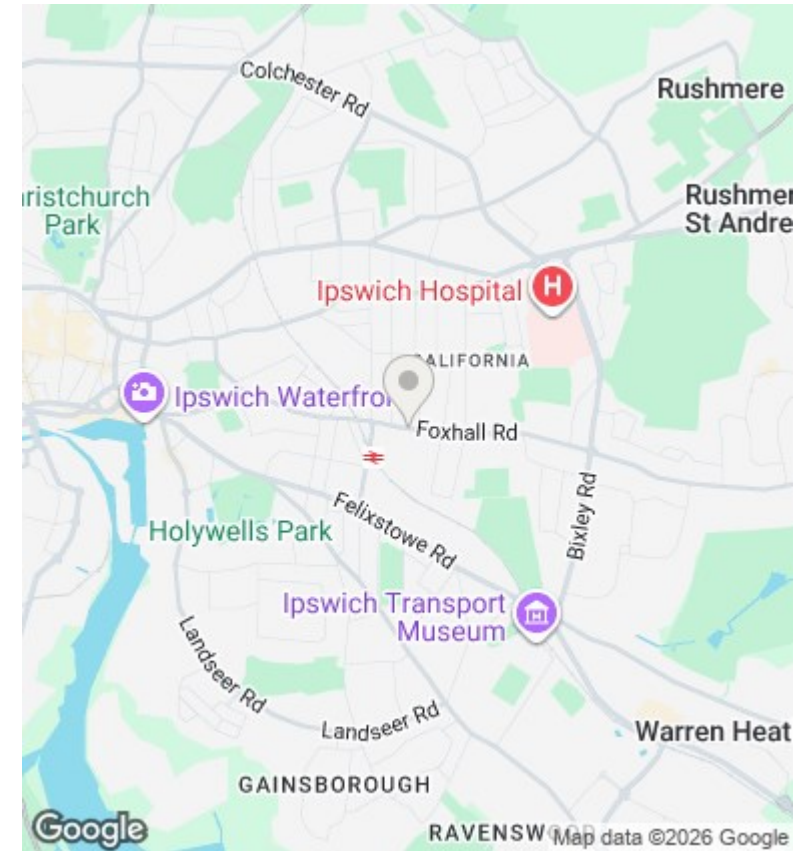 Colchester Rd
Rushmere
ristchurch
Park
Rushmer
St Andre
Ipswich Hospital
H
ALIFORNIA
Ipswich Waterfron
Foxhall Rd
Bixley Rd
Felixstowe Rd
Holywells Park
Ipswich Transport
Museum
Landseer Rd
Landseer Rd
Warren Heat
GAINSBOROUGH
RAVENSW
Google
Map data ©2026 Google